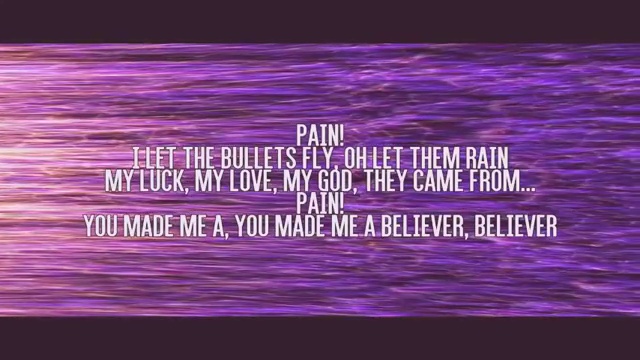 PAIN!
I LET THE BULLETS FLY, OH LET THEM RAIN
MY LUCK, MY LOVE, MY GOD, THEY CAME FROM...
PAIN!
YOU MADE ME A, YOU MADE ME A BELIEVER, BELIEVER